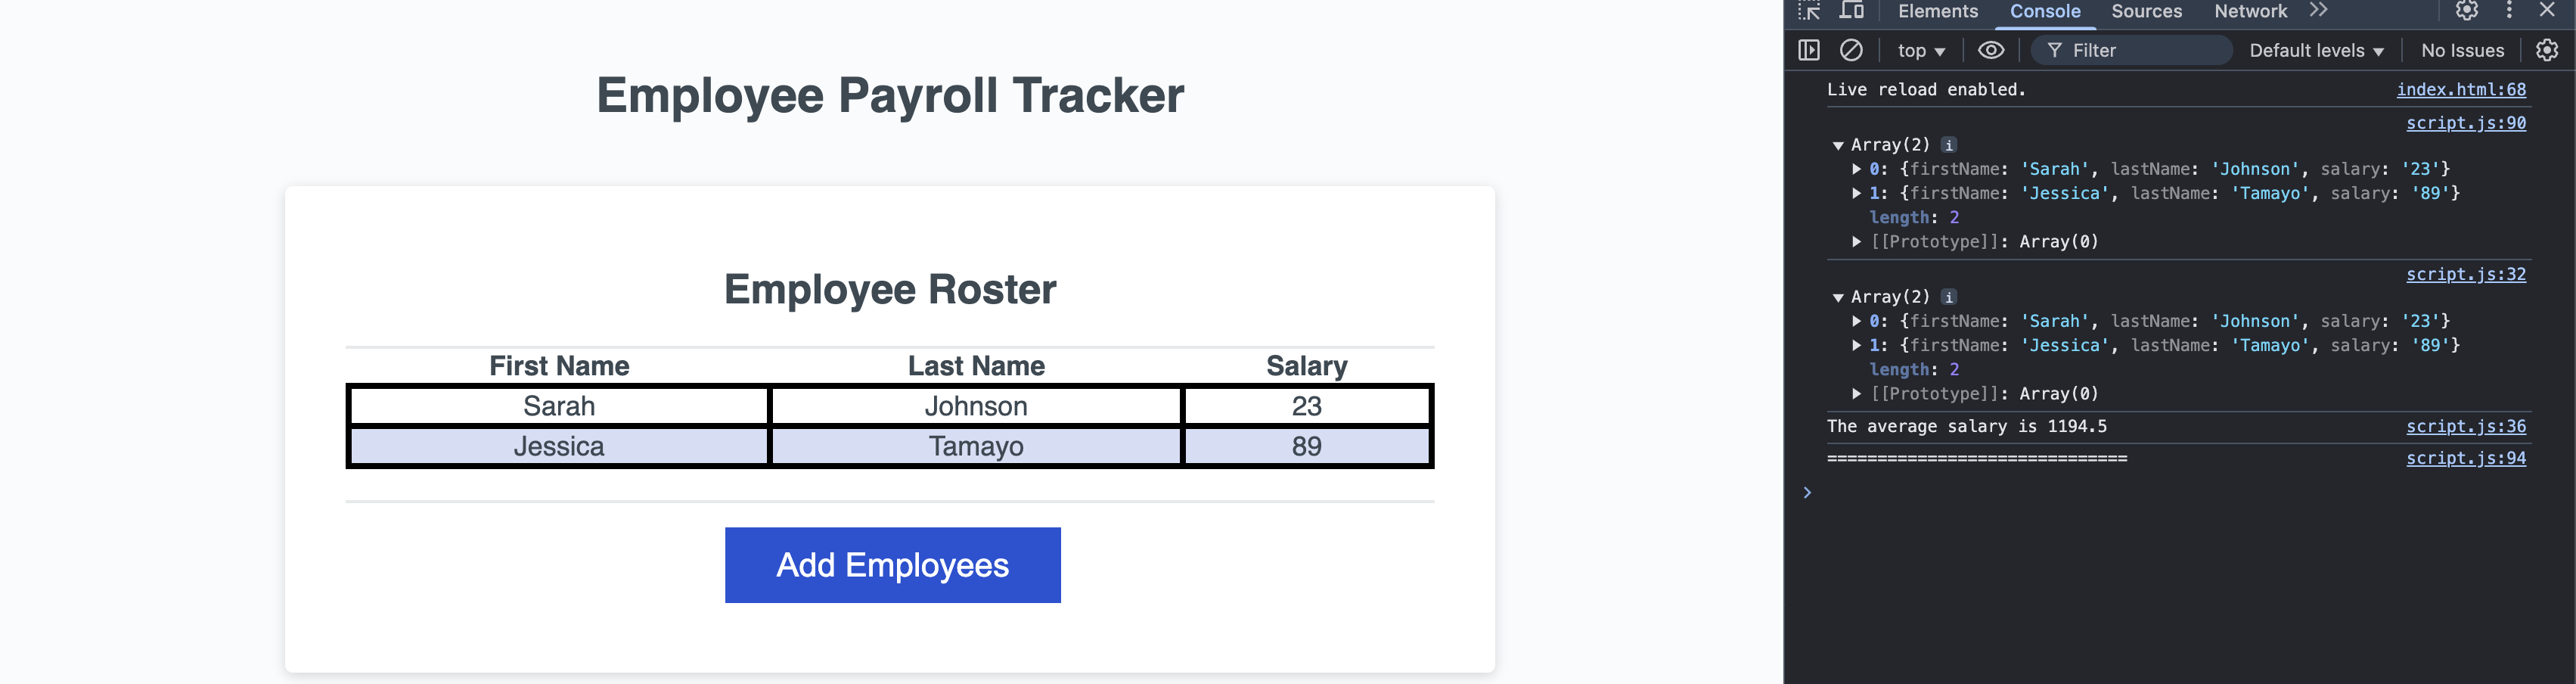 Employee Payroll Tracker
Employee Roster
First Name Last Name Salary
Sarah Johnson 23
Jessica Tamayo 89
Add Employees
Elements Console Sources Network
top Filter Default levels No Issues
Live reload enabled. index.html:68
script.js:90
Array(2) i
0: {firstName: 'Sarah', lastName: 'Johnson', salary: '23'}
1: {firstName: 'Jessica', lastName: 'Tamayo', salary: '89'}
length: 2
[[Prototype]]: Array(0)
script.js:32
Array(2) i
0: {firstName: 'Sarah', lastName: 'Johnson', salary: '23'}
1: {firstName: 'Jessica', lastName: 'Tamayo', salary: '89'}
length: 2
[[Prototype]]: Array(0)
The average salary is 1194.5 script.js:36
============================== script.js:94